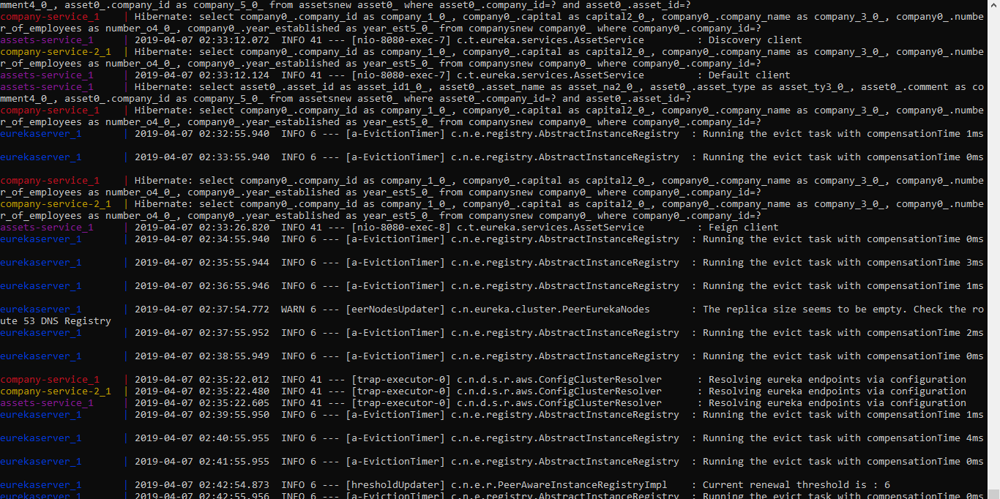 mment4_0_, asset0_.company_id as company_5_0_ from assetsnew asset0_ where asset0_.company_id=? and asset0_.asset_id=?
company-service_1    | Hibernate: select company0_.company_id as company_1_0_, company0_.capital as capital2_0_, company0_.company_name as company_3_0_, company0_.numbe
r_of_employees as number_o4_0_, company0_.year_established as year_est5_0_ from companysnew company0_ where company0_.company_id=?
assets-service_1     | 2019-04-07 02:33:12.072  INFO 41 --- [nio-8080-exec-7] c.t.eureka.services.AssetService         : Discovery client
company-service-2_1  | Hibernate: select company0_.company_id as company_1_0_, company0_.capital as capital2_0_, company0_.company_name as company_3_0_, company0_.numbe
r_of_employees as number_o4_0_, company0_.year_established as year_est5_0_ from companysnew company0_ where company0_.company_id=?
assets-service_1     | 2019-04-07 02:33:12.124  INFO 41 --- [nio-8080-exec-7] c.t.eureka.services.AssetService         : Default client
assets-service_1     | Hibernate: select asset0_.asset_id as asset_id1_0_, asset0_.asset_name as asset_na2_0_, asset0_.asset_type as asset_ty3_0_, asset0_.comment as co
mment4_0_, asset0_.company_id as company_5_0_ from assetsnew asset0_ where asset0_.company_id=? and asset0_.asset_id=?
company-service_1    | Hibernate: select company0_.company_id as company_1_0_, company0_.capital as capital2_0_, company0_.company_name as company_3_0_, company0_.numbe
r_of_employees as number_o4_0_, company0_.year_established as year_est5_0_ from companysnew company0_ where company0_.company_id=?
eurekaserver_1       | 2019-04-07 02:32:55.940  INFO 6 --- [a-EvictionTimer] c.n.e.registry.AbstractInstanceRegistry  : Running the evict task with compensationTime 1ms
eurekaserver_1       | 2019-04-07 02:33:55.940  INFO 6 --- [a-EvictionTimer] c.n.e.registry.AbstractInstanceRegistry  : Running the evict task with compensationTime 0ms
company-service_1    | Hibernate: select company0_.company_id as company_1_0_, company0_.capital as capital2_0_, company0_.company_name as company_3_0_, company0_.numbe
r_of_employees as number_o4_0_, company0_.year_established as year_est5_0_ from companysnew company0_ where company0_.company_id=?
company-service-2_1  | Hibernate: select company0_.company_id as company_1_0_, company0_.capital as capital2_0_, company0_.company_name as company_3_0_, company0_.numbe
r_of_employees as number_o4_0_, company0_.year_established as year_est5_0_ from companysnew company0_ where company0_.company_id=?
assets-service_1     | 2019-04-07 02:33:26.820  INFO 41 --- [nio-8080-exec-8] c.t.eureka.services.AssetService         : Feign client
eurekaserver_1       | 2019-04-07 02:34:55.940  INFO 6 --- [a-EvictionTimer] c.n.e.registry.AbstractInstanceRegistry  : Running the evict task with compensationTime 0ms
eurekaserver_1       | 2019-04-07 02:35:55.944  INFO 6 --- [a-EvictionTimer] c.n.e.registry.AbstractInstanceRegistry  : Running the evict task with compensationTime 3ms
eurekaserver_1       | 2019-04-07 02:36:55.946  INFO 6 --- [a-EvictionTimer] c.n.e.registry.AbstractInstanceRegistry  : Running the evict task with compensationTime 1ms
eurekaserver_1       | 2019-04-07 02:37:54.772  WARN 6 --- [eerNodesUpdater] c.n.eureka.cluster.PeerEurekaNodes       : The replica size seems to be empty. Check the ro
ute 53 DNS Registry
eurekaserver_1       | 2019-04-07 02:37:55.952  INFO 6 --- [a-EvictionTimer] c.n.e.registry.AbstractInstanceRegistry  : Running the evict task with compensationTime 2ms
eurekaserver_1       | 2019-04-07 02:38:55.949  INFO 6 --- [a-EvictionTimer] c.n.e.registry.AbstractInstanceRegistry  : Running the evict task with compensationTime 0ms
company-service_1    | 2019-04-07 02:35:22.012  INFO 41 --- [trap-executor-0] c.n.d.s.r.aws.ConfigClusterResolver      : Resolving eureka endpoints via configuration
company-service-2_1  | 2019-04-07 02:35:22.480  INFO 41 --- [trap-executor-0] c.n.d.s.r.aws.ConfigClusterResolver      : Resolving eureka endpoints via configuration
assets-service_1     | 2019-04-07 02:35:22.605  INFO 41 --- [trap-executor-0] c.n.d.s.r.aws.ConfigClusterResolver      : Resolving eureka endpoints via configuration
eurekaserver_1       | 2019-04-07 02:39:55.950  INFO 6 --- [a-EvictionTimer] c.n.e.registry.AbstractInstanceRegistry  : Running the evict task with compensationTime 1ms
eurekaserver_1       | 2019-04-07 02:40:55.955  INFO 6 --- [a-EvictionTimer] c.n.e.registry.AbstractInstanceRegistry  : Running the evict task with compensationTime 4ms
eurekaserver_1       | 2019-04-07 02:41:55.955  INFO 6 --- [a-EvictionTimer] c.n.e.registry.AbstractInstanceRegistry  : Running the evict task with compensationTime 0ms
eurekaserver_1       | 2019-04-07 02:42:54.873  INFO 6 --- [hresholdUpdater] c.n.e.r.PeerAwareInstanceRegistryImpl    : Current renewal threshold is : 6
eurekaserver_1       | 2019-04-07 02:42:55.956  INFO 6 --- [a-EvictionTimer] c.n.e.registry.AbstractInstanceRegistry  : Running the evict task with compensationTime 0ms